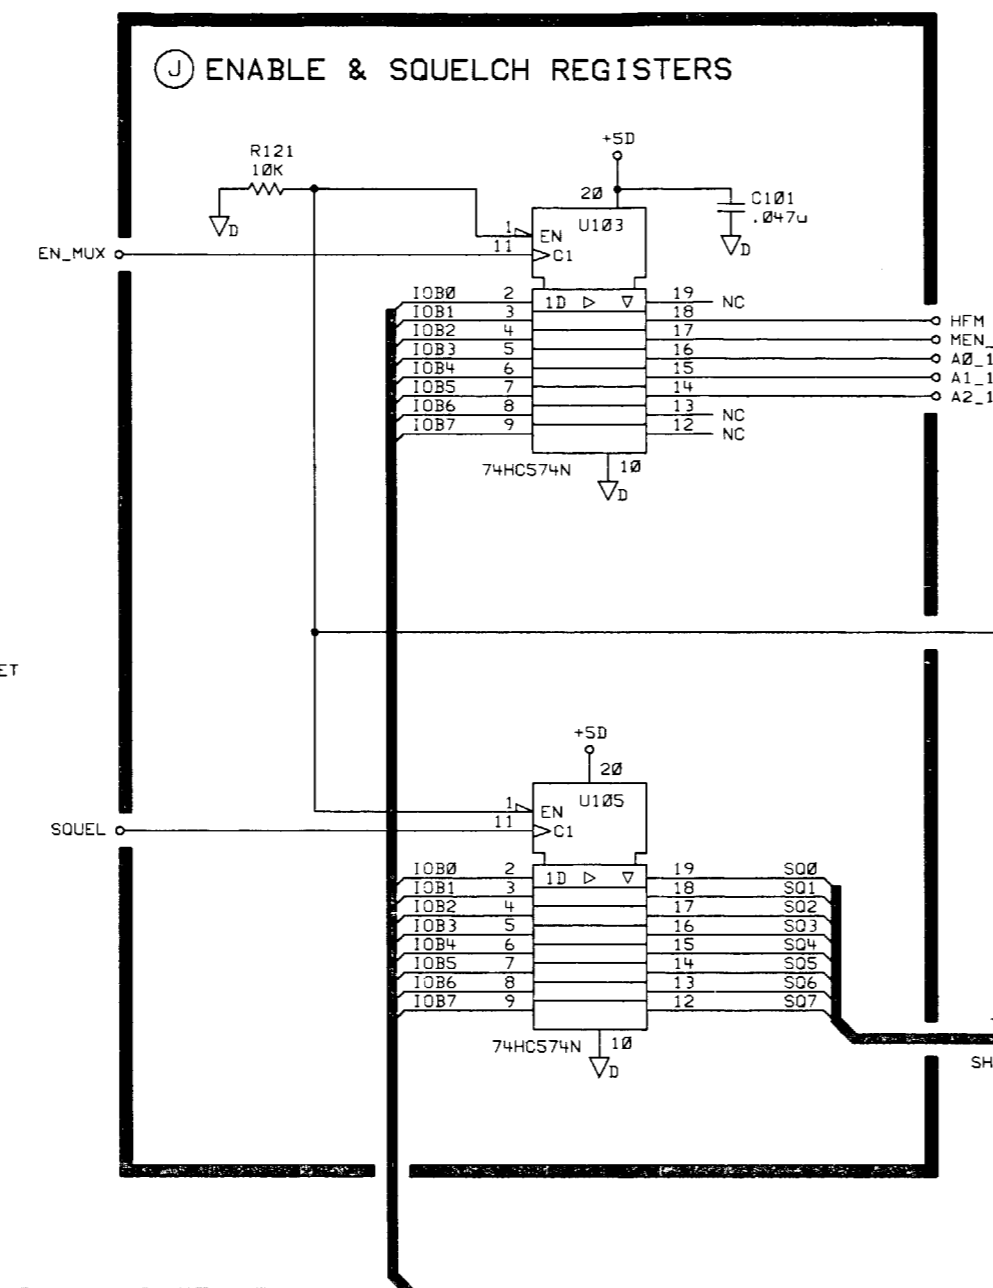 J ENABLE & SQUELCH REGISTERS
R121
10K
+5D
20
C101
.047u
D
D
U103
1
EN
EN_MUX
11
C1
IOB0 2 1D 19 NC
IOB1 3 18 HFM
IOB2 4 17 MEN_
IOB3 5 16 A0_1
IOB4 6 15 A1_1
IOB5 7 14 A2_1
IOB6 8 13 NC
IOB7 9 12 NC
74HC574N 10
D
ET
+5D
20
U105
1
EN
SQUEL
11
C1
IOB0 2 1D 19 SQ0
IOB1 3 18 SQ1
IOB2 4 17 SQ2
IOB3 5 16 SQ3
IOB4 6 15 SQ4
IOB5 7 14 SQ5
IOB6 8 13 SQ6
IOB7 9 12 SQ7
74HC574N 10
D
SH